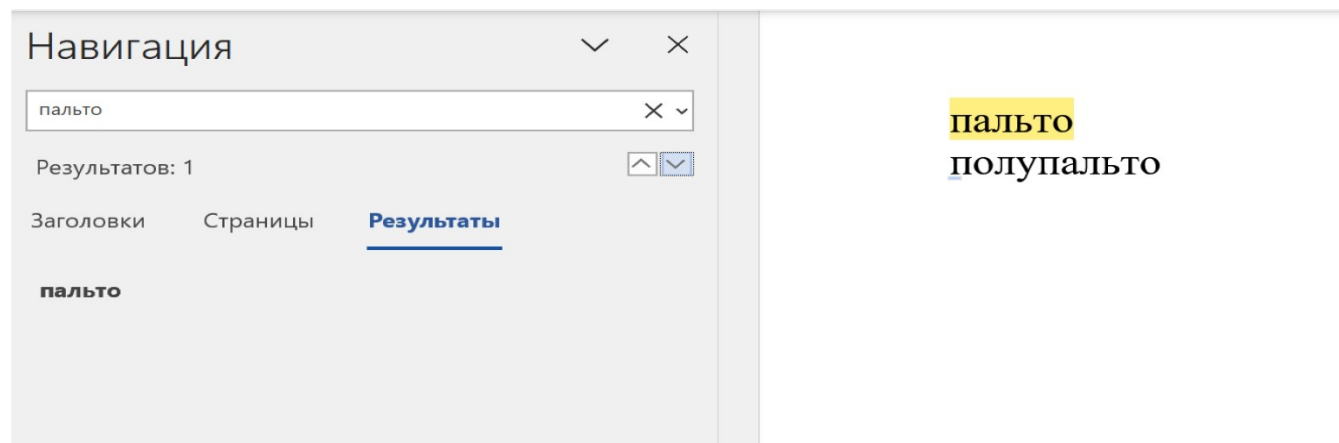 Навигация
пальто
Результатов: 1
Заголовки Страницы Результаты
пальто
пальто
полупальто